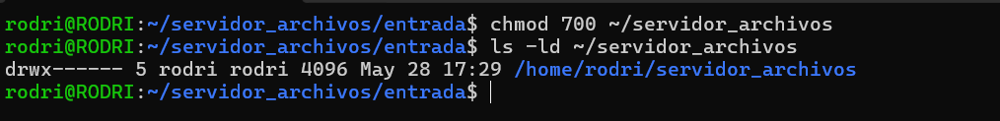 rodri@RODRI:~/servidor_archivos/entrada$ chmod 700 ~/servidor_archivos
rodri@RODRI:~/servidor_archivos/entrada$ ls -ld ~/servidor_archivos
drwx------ 5 rodri rodri 4096 May 28 17:29 /home/rodri/servidor_archivos
rodri@RODRI:~/servidor_archivos/entrada$